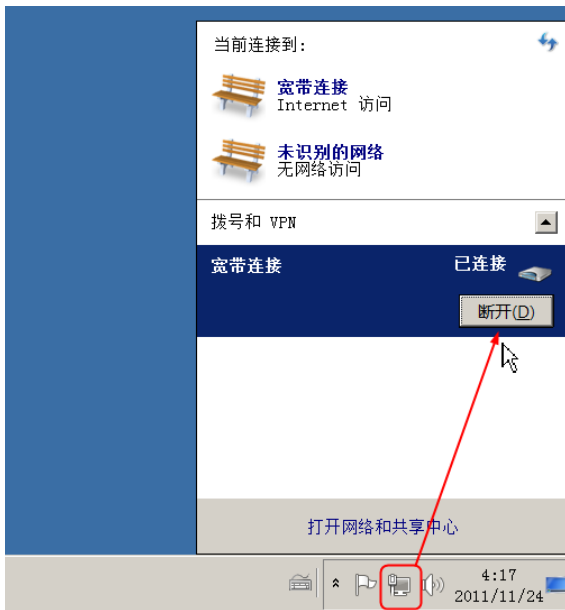 当前连接到:
宽带连接
Internet 访问
未识别的网络
无网络访问
拨号和 VPN
宽带连接 已连接
断开(D)
打开网络和共享中心
4:17
2011/11/24